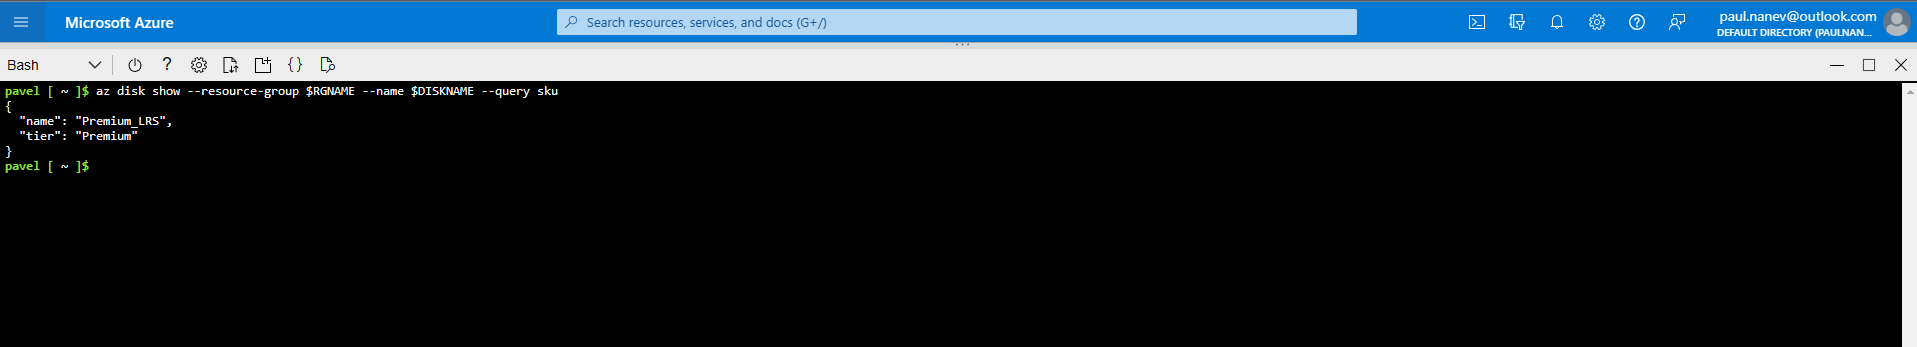 Microsoft Azure
Search resources, services, and docs (G+/)
paul.nanev@outlook.com
DEFAULT DIRECTORY (PAULNAN...
Bash
pavel [ ~ ]$ az disk show --resource-group $RGNAME --name $DISKNAME --query sku
{
  "name": "Premium_LRS",
  "tier": "Premium"
}
pavel [ ~ ]$